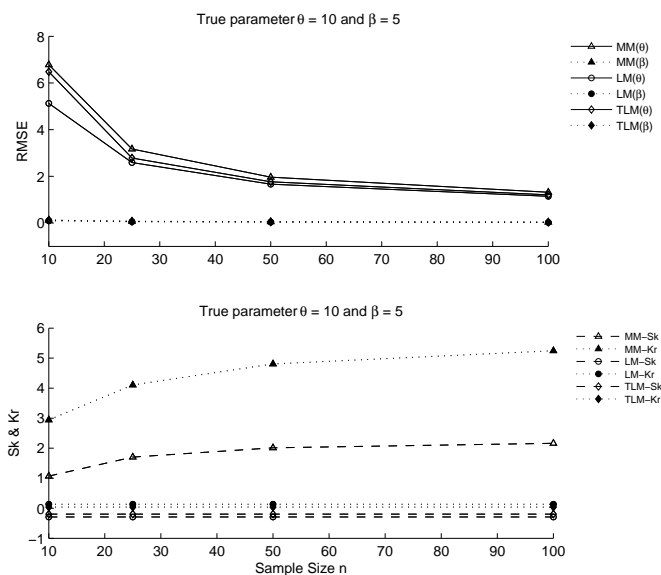 True parameter θ = 10 and β = 5
8
6
4
2
0
RMSE
10 20 30 40 50 60 70 80 90 100
MM(θ)
MM(β)
LM(θ)
LM(β)
TLM(θ)
TLM(β)
True parameter θ = 10 and β = 5
6
5
4
3
2
1
0
−1
Sk & Kr
10 20 30 40 50 60 70 80 90 100
Sample Size n
MM−Sk
MM−Kr
LM−Sk
LM−Kr
TLM−Sk
TLM−Kr